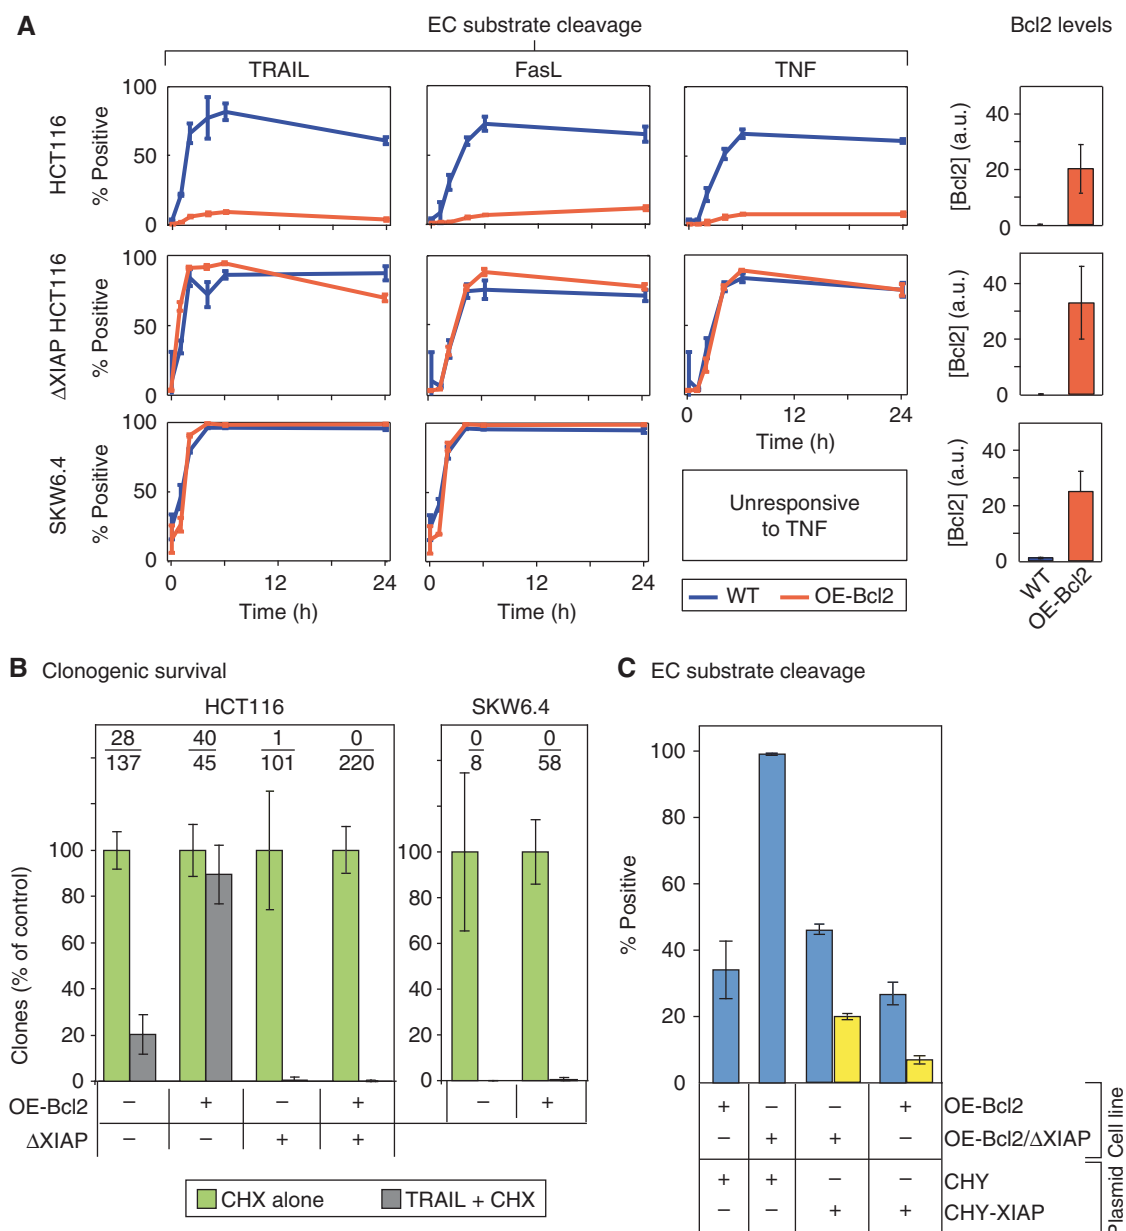 A
EC substrate cleavage
Bcl2 levels
TRAIL
FasL
TNF
HCT116
% Positive
100
50
0
[Bcl2] (a.u.)
40
20
0
ΔXIAP HCT116
% Positive
100
50
0
0
12
24
Time (h)
[Bcl2] (a.u.)
40
20
0
SKW6.4
% Positive
100
50
0
0
12
24
Time (h)
0
12
24
Time (h)
Unresponsive
to TNF
WT
OE-Bcl2
[Bcl2] (a.u.)
40
20
0
WT
OE-Bcl2
B Clonogenic survival
HCT116
SKW6.4
28
137
40
45
1
101
0
220
0
8
0
58
Clones (% of control)
100
80
60
40
20
0
100
80
60
40
20
0
OE-Bcl2 – + – + – +
ΔXIAP – – + +
CHX alone
TRAIL + CHX
C EC substrate cleavage
% Positive
100
80
60
40
20
0
+ – – + OE-Bcl2
– + + – OE-Bcl2/ΔXIAP
Cell line
+ + – – CHY
– – + + CHY-XIAP
Plasmid